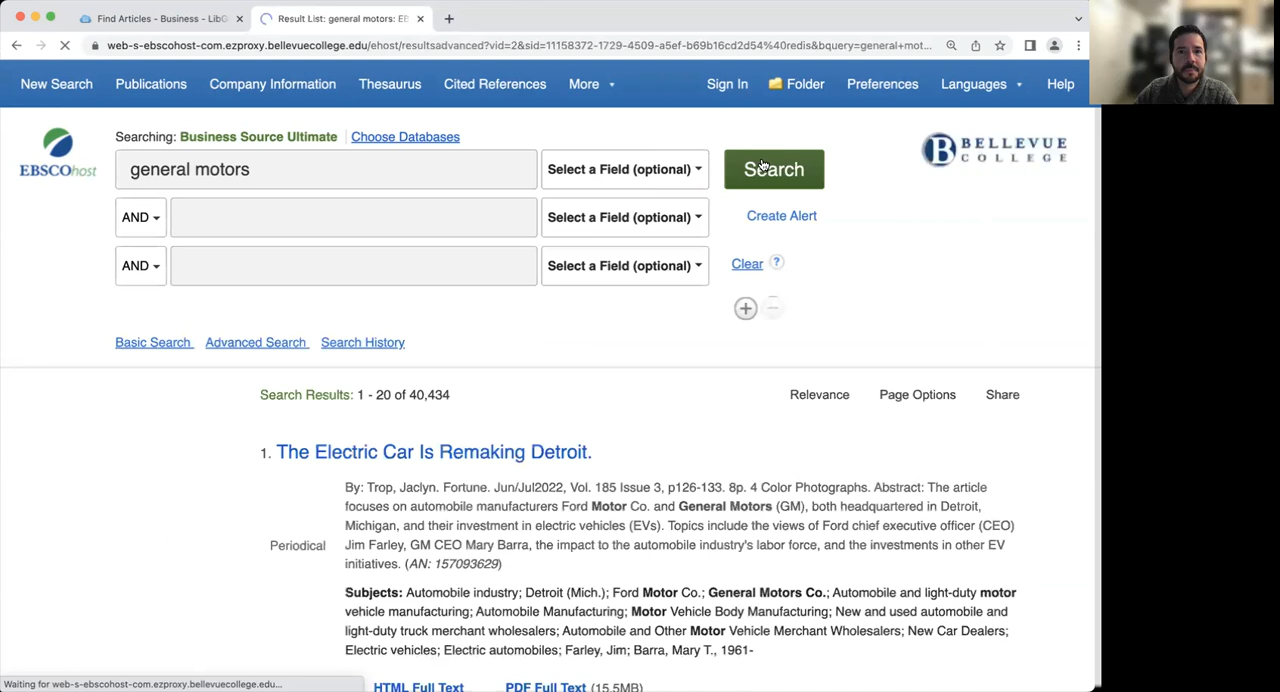 Find Articles - Business - LibG
Result List: general motors: EB
web-s-ebscohost-com.ezproxy.bellevuecollege.edu/ehost/resultsadvanced?vid=2&sid=11158372-1729-4509-a5ef-b69b16cd2d54%40redis&bquery=general+mot...
New Search Publications Company Information Thesaurus Cited References More Sign In Folder Preferences Languages Help
Searching: Business Source Ultimate Choose Databases
EBSCOhost
general motors Select a Field (optional) Search
BELLEVUE
COLLEGE
AND Select a Field (optional) Create Alert
AND Select a Field (optional) Clear ?
Basic Search Advanced Search Search History
Search Results: 1 - 20 of 40,434 Relevance Page Options Share
1. The Electric Car Is Remaking Detroit.
By: Trop, Jaclyn. Fortune. Jun/Jul2022, Vol. 185 Issue 3, p126-133. 8p. 4 Color Photographs. Abstract: The article
focuses on automobile manufacturers Ford Motor Co. and General Motors (GM), both headquartered in Detroit,
Michigan, and their investment in electric vehicles (EVs). Topics include the views of Ford chief executive officer (CEO)
Periodical Jim Farley, GM CEO Mary Barra, the impact to the automobile industry's labor force, and the investments in other EV
initiatives. (AN: 157093629)
Subjects: Automobile industry; Detroit (Mich.); Ford Motor Co.; General Motors Co.; Automobile and light-duty motor
vehicle manufacturing; Automobile Manufacturing; Motor Vehicle Body Manufacturing; New and used automobile and
light-duty truck merchant wholesalers; Automobile and Other Motor Vehicle Merchant Wholesalers; New Car Dealers;
Electric vehicles; Electric automobiles; Farley, Jim; Barra, Mary T., 1961-
Waiting for web-s-ebscohost-com.ezproxy.bellevuecollege.edu...
HTML Full Text PDF Full Text (15.5MB)